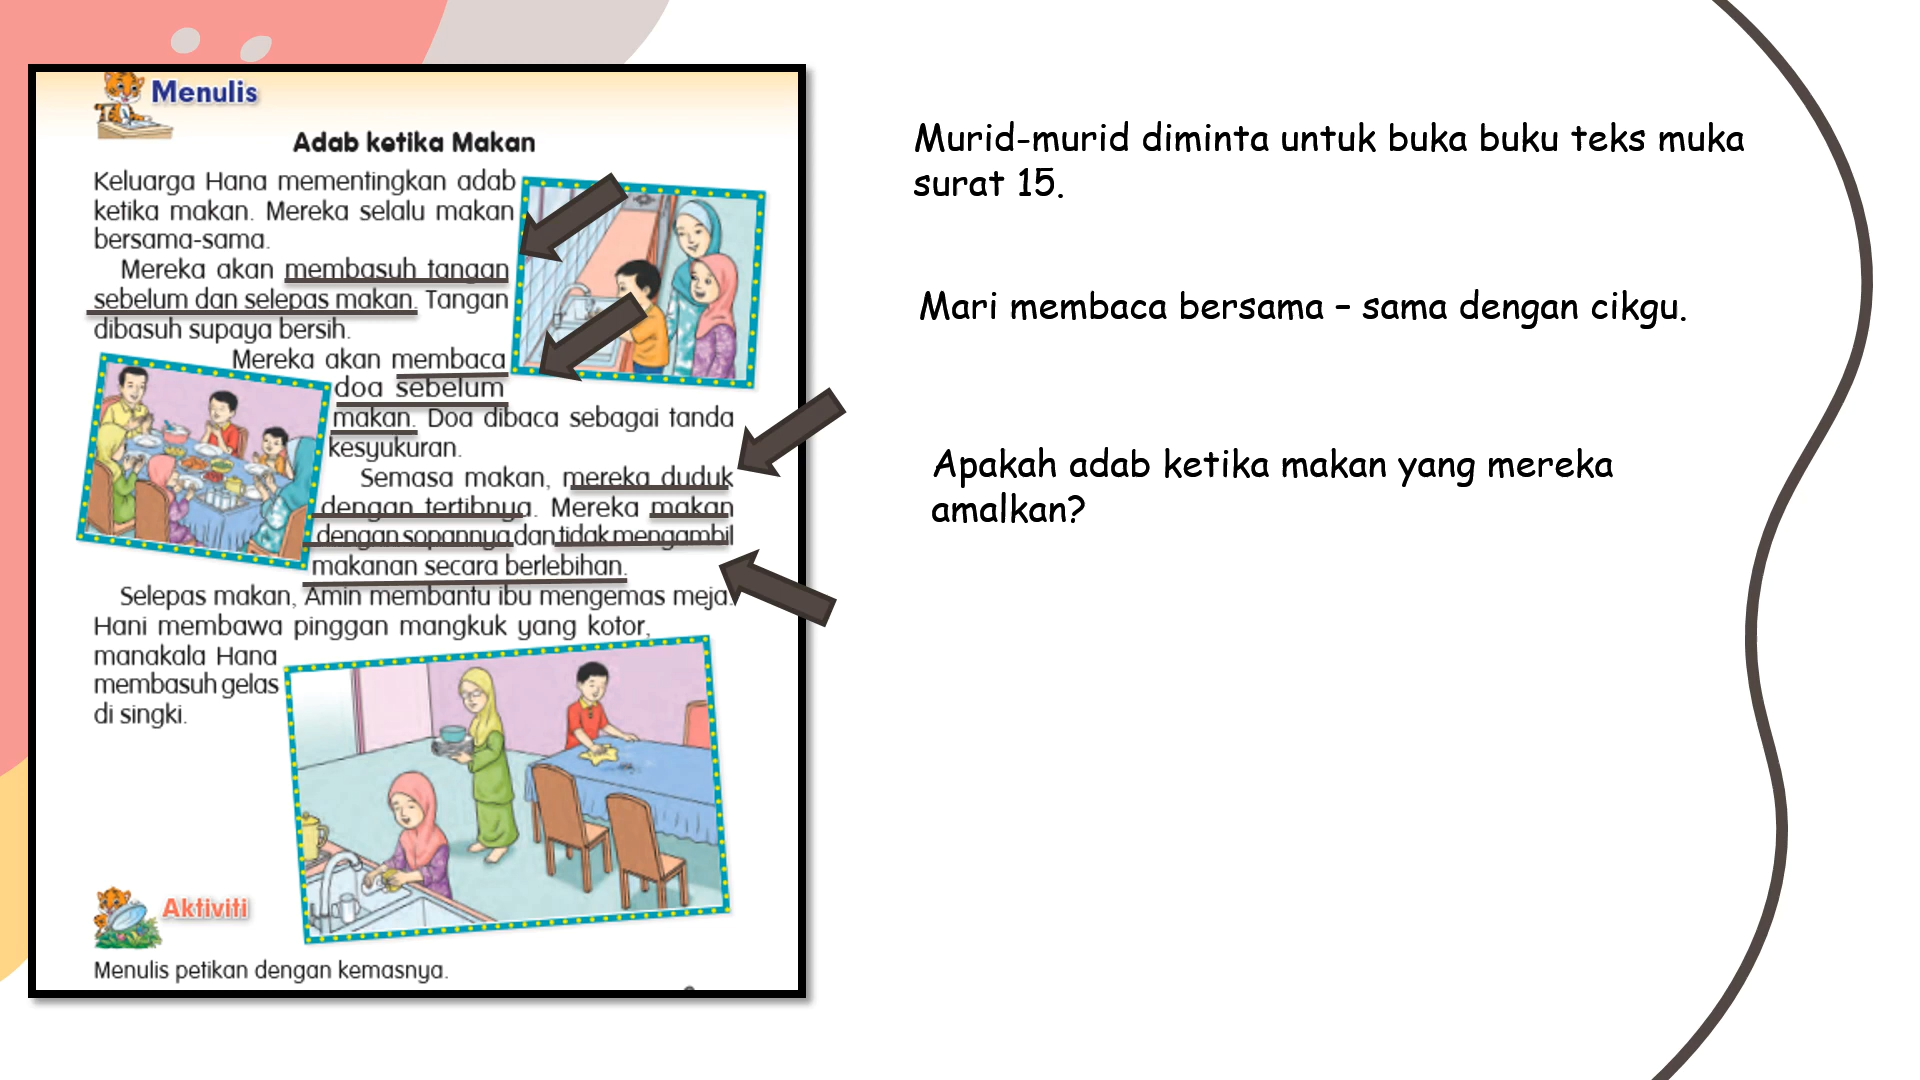 Menulis
Adab ketika Makan
Keluarga Hana mementingkan adab
ketika makan. Mereka selalu makan
bersama-sama.
Mereka akan membasuh tangan
sebelum dan selepas makan. Tangan
dibasuh supaya bersih.
Mereka akan membaca
doa sebelum
makan. Doa dibaca sebagai tanda
kesyukuran.
Semasa makan, mereka duduk
dengan tertibnya. Mereka makan
dengan sopannya dan tidak mengambil
makanan secara berlebihan.
Selepas makan, Amin membantu ibu mengemas meja.
Hani membawa pinggan mangkuk yang kotor,
manakala Hana
membasuh gelas
di singki.
Aktiviti
Menulis petikan dengan kemasnya.
Murid-murid diminta untuk buka buku teks muka
surat 15.
Mari membaca bersama – sama dengan cikgu.
Apakah adab ketika makan yang mereka
amalkan?